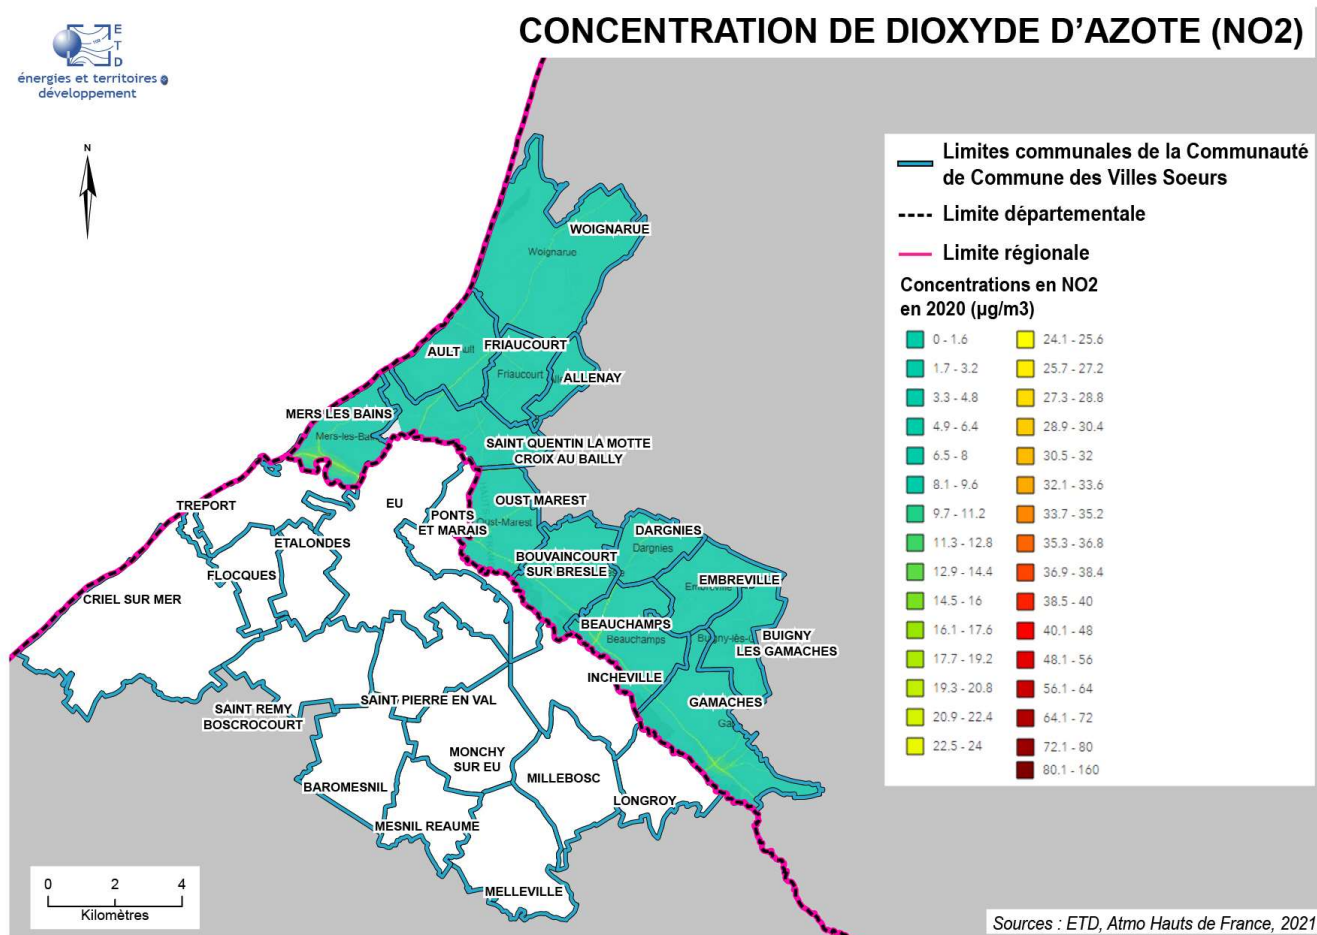 CONCENTRATION DE DIOXYDE D'AZOTE (NO2)
E
T
D
énergies et territoires
développement
N
Limites communales de la Communauté
de Commune des Villes Soeurs
Limite départementale
Limite régionale
Concentrations en NO2
en 2020 (µg/m3)
0 - 1.6
1.7 - 3.2
3.3 - 4.8
4.9 - 6.4
6.5 - 8
8.1 - 9.6
9.7 - 11.2
11.3 - 12.8
12.9 - 14.4
14.5 - 16
16.1 - 17.6
17.7 - 19.2
19.3 - 20.8
20.9 - 22.4
22.5 - 24
24.1 - 25.6
25.7 - 27.2
27.3 - 28.8
28.9 - 30.4
30.5 - 32
32.1 - 33.6
33.7 - 35.2
35.3 - 36.8
36.9 - 38.4
38.5 - 40
40.1 - 48
48.1 - 56
56.1 - 64
64.1 - 72
72.1 - 80
80.1 - 160
WOIGNARUE
Woignarue
AULT
FRIAUCOURT
Friaucourt
ALLENAY
MERS LES BAINS
Mers-les-Ba
SAINT QUENTIN LA MOTTE
CROIX AU BAILLY
TREPORT
EU
PONTS
ET MARAIS
OUST MAREST
Oust-Marest
ETALONDES
FLOCQUES
CRIEL SUR MER
BOUVAINCOURT
SUR BRESLE
DARGNIES
Dargnies
EMBREVILLE
Embreville
BEAUCHAMPS
Beauchamps
BUIGNY
LES GAMACHES
Buigny-lès-
INCHEVILLE
GAMACHES
Ga
SAINT REMY
BOSCROCOURT
SAINT PIERRE EN VAL
MONCHY
SUR EU
MILLEBOSC
BAROMESNIL
LONGROY
MESNIL REAUME
MELLEVILLE
0 2 4
Kilomètres
Sources : ETD, Atmo Hauts de France, 2021